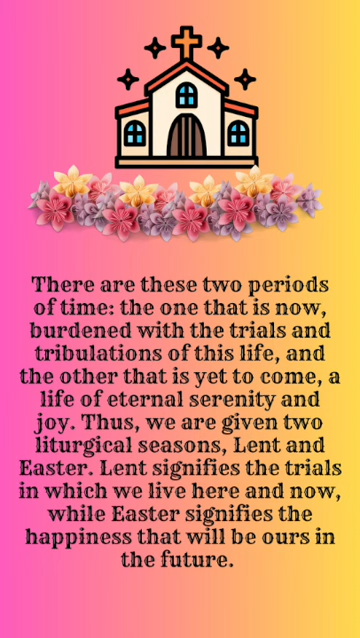 There are these two periods
of time: the one that is now,
burdened with the trials and
tribulations of this life, and
the other that is yet to come, a
life of eternal serenity and
joy. Thus, we are given two
liturgical seasons, Lent and
Easter. Lent signifies the trials
in which we live here and now,
while Easter signifies the
happiness that will be ours in
the future.